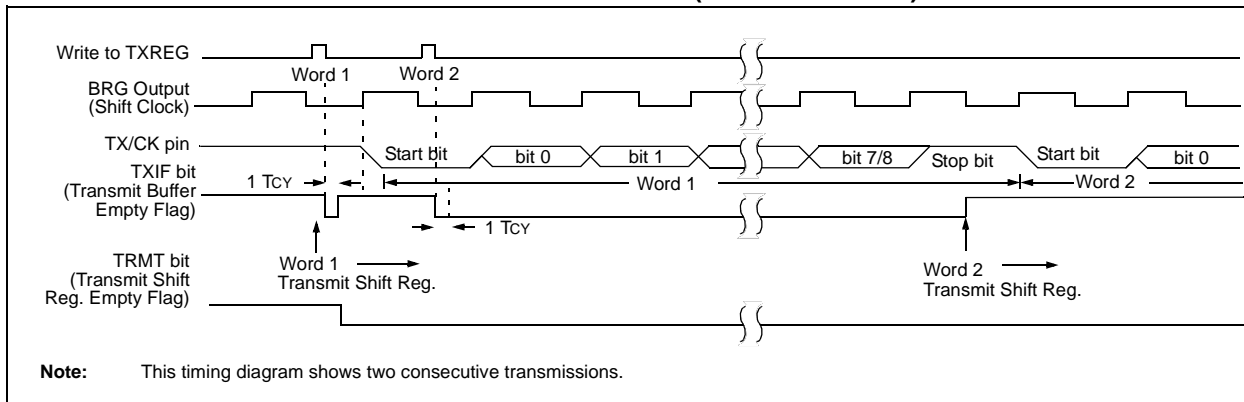 Write to TXREG
Word 1
Word 2
BRG Output
(Shift Clock)
TX/CK pin
Start bit
bit 0
bit 1
bit 7/8
Stop bit
Start bit
bit 0
TXIF bit
(Transmit Buffer
Empty Flag)
1 TCY
Word 1
Word 2
1 TCY
TRMT bit
(Transmit Shift
Reg. Empty Flag)
Word 1
Transmit Shift Reg.
Word 2
Transmit Shift Reg.
Note: This timing diagram shows two consecutive transmissions.